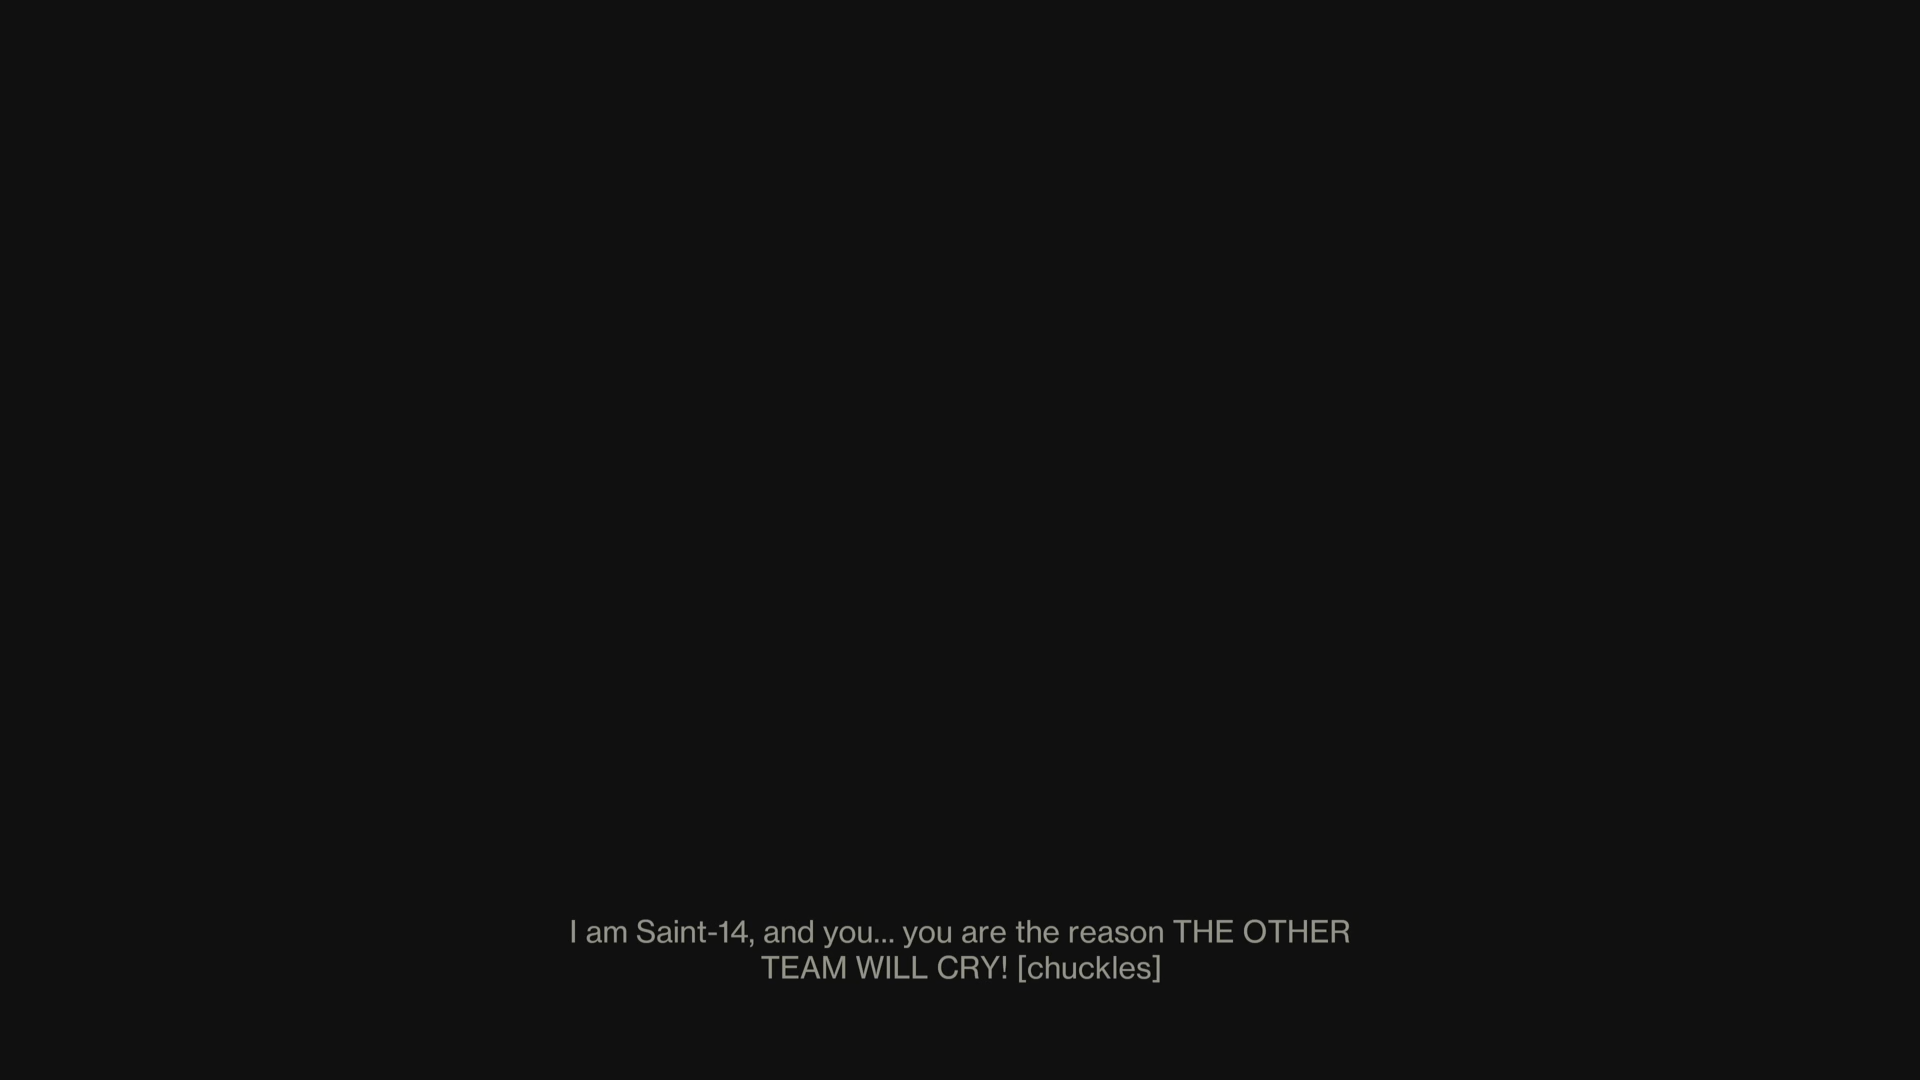 I am Saint-14, and you... you are the reason THE OTHER
TEAM WILL CRY! [chuckles]